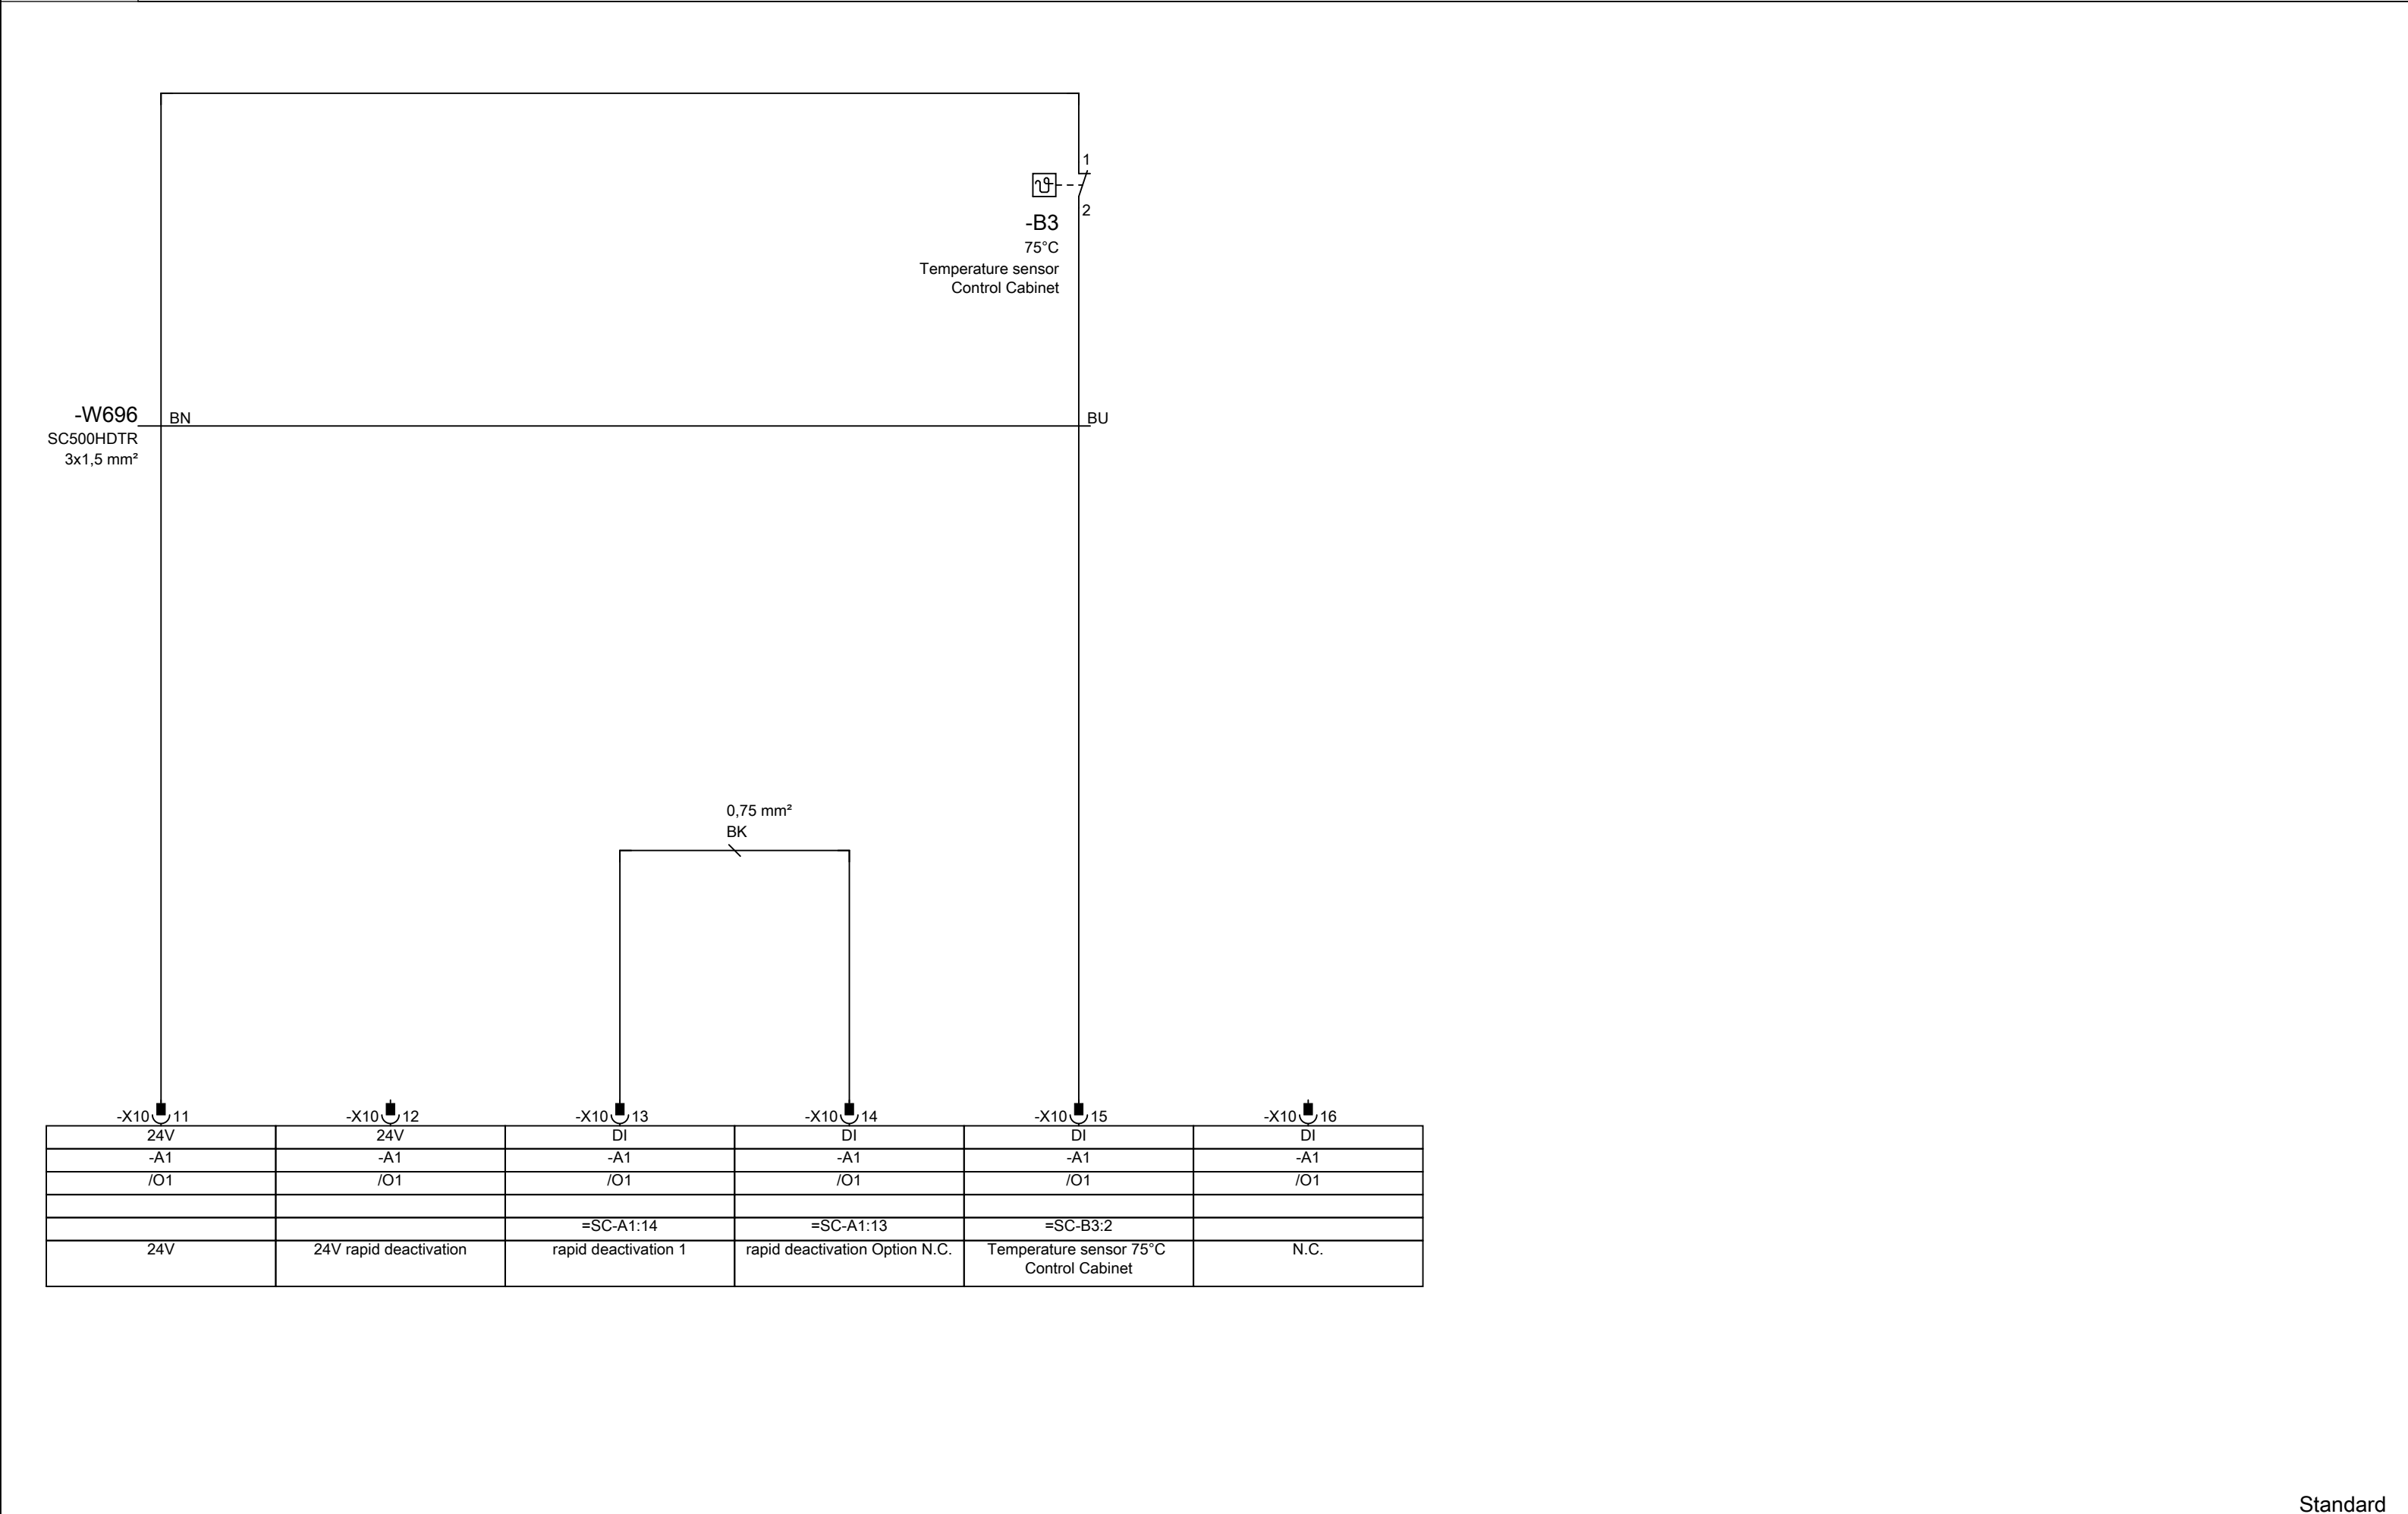 1
2
-B3
75°C
Temperature sensor
Control Cabinet
-W696
SC500HDTR
3x1,5 mm²
BN
BU
0,75 mm²
BK
-X10 11
-X10 12
-X10 13
-X10 14
-X10 15
-X10 16
24V 24V DI DI DI DI
-A1 -A1 -A1 -A1 -A1 -A1
/O1 /O1 /O1 /O1 /O1 /O1
=SC-A1:14 =SC-A1:13 =SC-B3:2
24V
24V rapid deactivation
rapid deactivation 1
rapid deactivation Option N.C.
Temperature sensor 75°C
Control Cabinet
N.C.
Standard